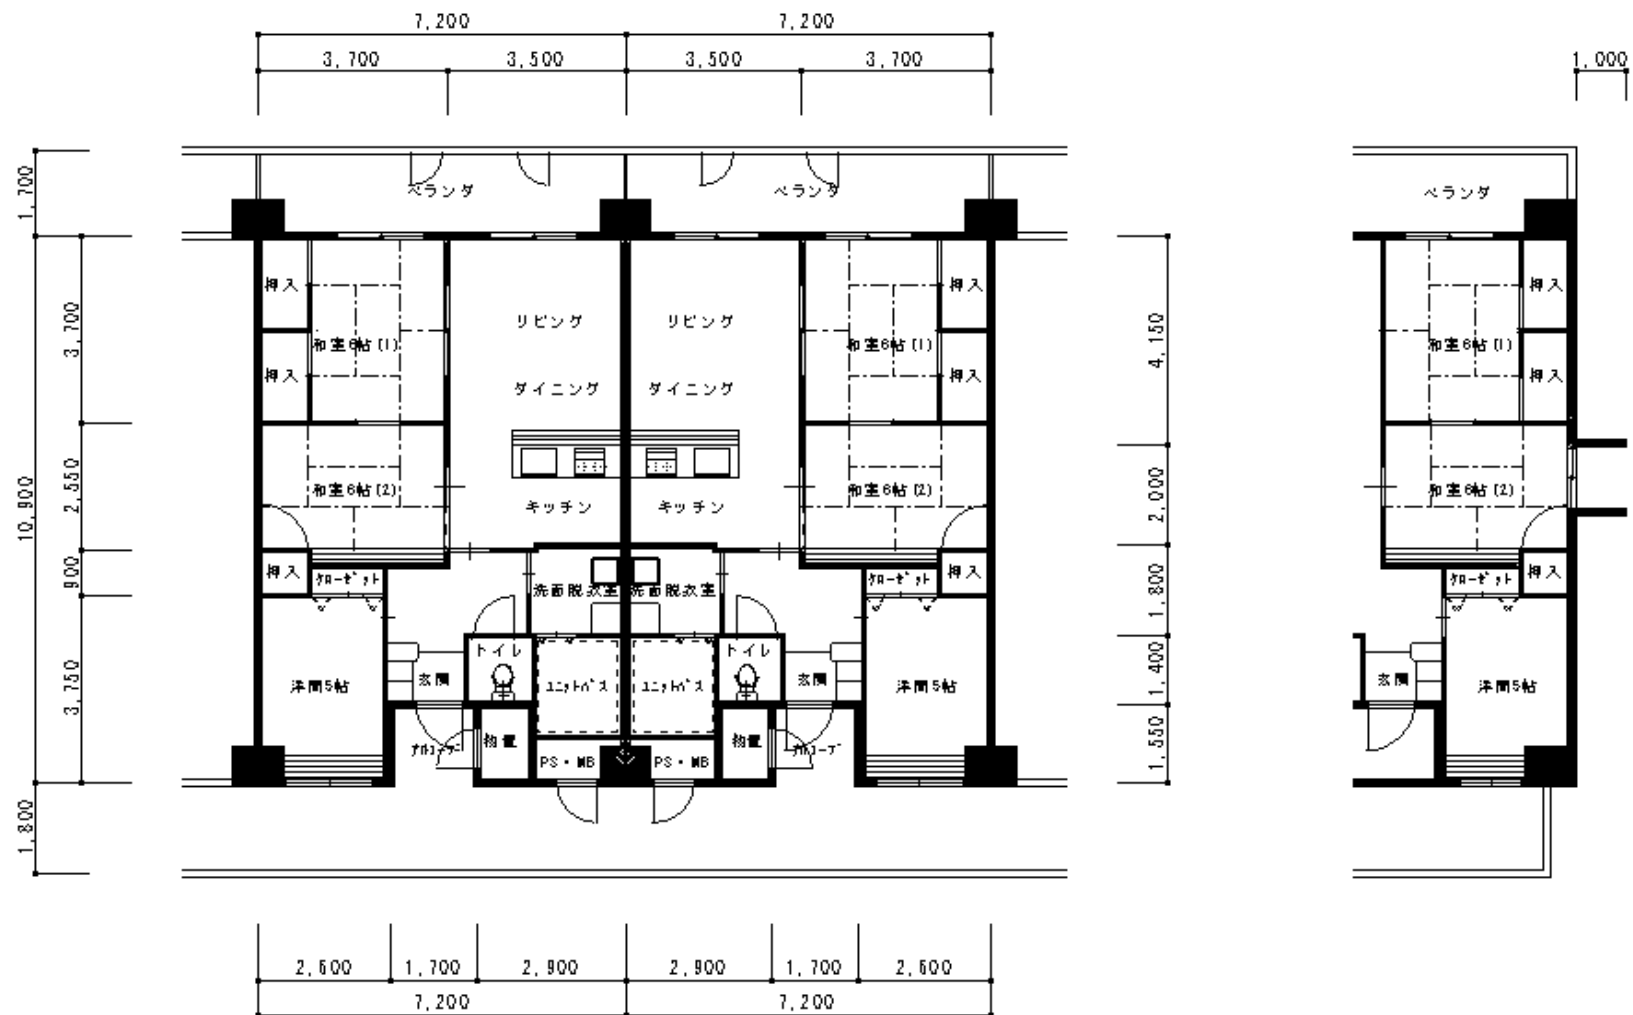 7,200 7,200
3,700 3,500 3,500 3,700 1,000
1,700
ベランダ ベランダ ベランダ
押入 押入 押入
3,700
リビング リビング
4,150
和室6帖(1) 和室6帖(1) 和室6帖(1)
押入 押入 押入
ダイニング ダイニング
10,900
2,550
和室6帖(2) 和室6帖(2) 和室6帖(2)
キッチン キッチン
2,000
900
押入 クローゼット クローゼット 押入 クローゼット 押入
洗面脱衣室 洗面脱衣室
1,800
トイレ トイレ
3,750
洋間5帖 玄関 ユニットバス ユニットバス 玄関 洋間5帖 玄関 洋間5帖
1,400
アルコーブ 物置 物置 アルコーブ
PS・MB PS・MB
1,550
1,800
2,600 1,700 2,900 2,900 1,700 2,600
7,200 7,200